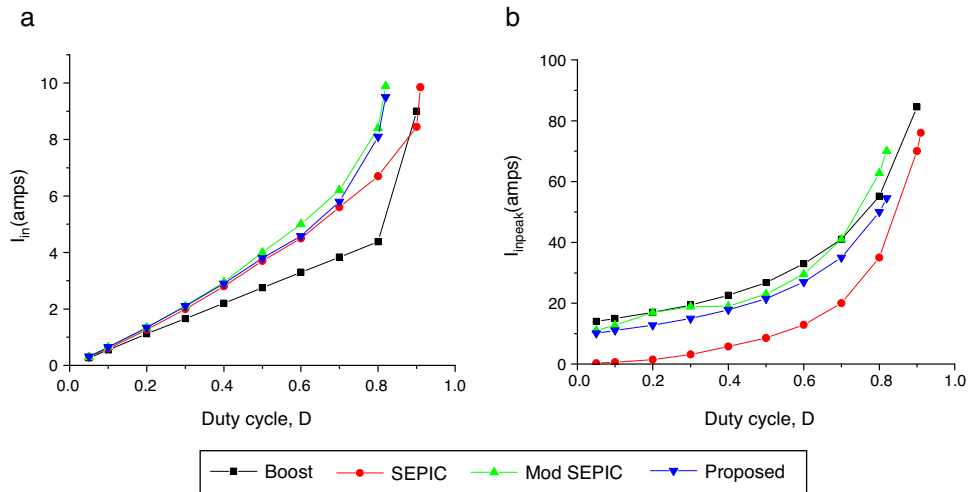 a
b
I_in(amps)
10
8
6
4
2
0
0.0 0.2 0.4 0.6 0.8 1.0
Duty cycle, D
I_inpeak(amps)
100
80
60
40
20
0
0.0 0.2 0.4 0.6 0.8 1.0
Duty cycle, D
Boost SEPIC Mod SEPIC Proposed